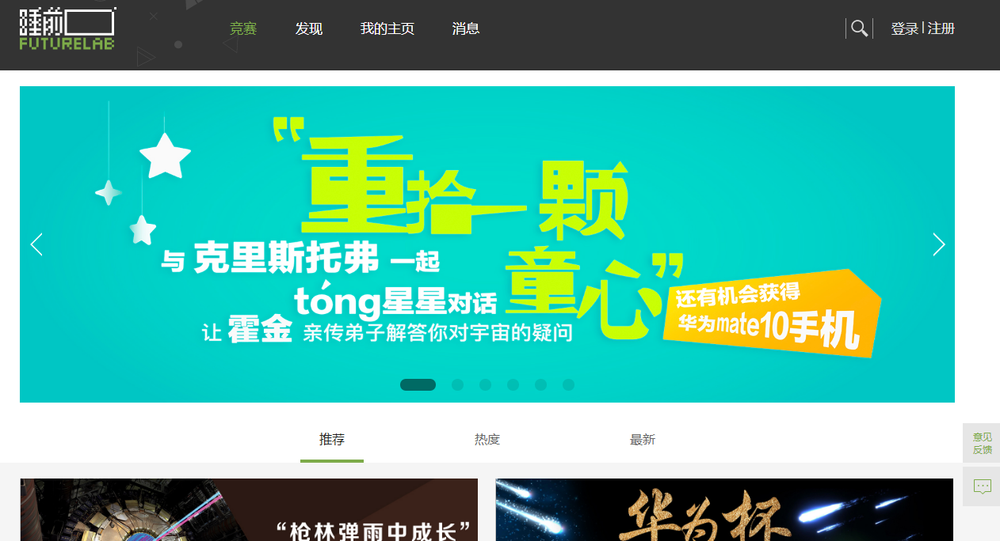 睡前
FUTURELAB
竞赛 发现 我的主页 消息
登录 | 注册
“重拾一颗
童心”
与 克里斯托弗 一起
tóng星星对话
让 霍金 亲传弟子解答你对宇宙的疑问
还有机会获得
华为mate10手机
推荐 热度 最新
意见
反馈
“枪林弹雨中成长”
华为杯